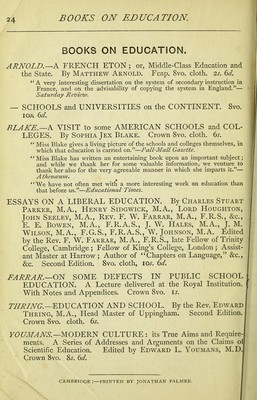 24 BOOKS ON EDUCATION.
BOOKS ON EDUCATION.
ARNOLD.—A FRENCH ETON; or, Middle-Class Education and
the State. By MATTHEW ARNOLD. Fcap. 8vo. cloth. 2s. 6d.
"A very interesting dissertation on the system of secondary instruction in
France, and on the advisability of copying the system in England."—
Saturday Review.
— SCHOOLS and UNIVERSITIES on the CONTINENT. 8vo.
10s. 6d.
BLAKE.—A VISIT to some AMERICAN SCHOOLS and COL-
LEGES. By SOPHIA JEX BLAKE. Crown 8vo. cloth. 6s.
"Miss Blake gives a living picture of the schools and colleges themselves, in
which that education is carried on."—Pall-Mall Gazette.
"Miss Blake has written an entertaining book upon an important subject;
and while we thank her for some valuable information, we venture to
thank her also for the very agreeable manner in which she imparts it."—
Athenæum.
"We have not often met with a more interesting work on education than
that before us."—Educational Times.
ESSAYS ON A LIBERAL EDUCATION. By CHARLES STUART
PARKER, M.A., HENRY SIDGWICK, M.A., LORD HOUGHTON,
JOHN SEELEY, M.A., REV. F. W. FARRAR, M.A., F.R.S., &c.,
E. E. BOWEN, M.A., F.R.A.S., J. W. HALES, M.A., J. M.
WILSON, M.A., F.G.S., F.R.A.S., W. JOHNSON, M.A. Edited
by the Rev. F. W. FARRAR, M.A., F.R.S., late Fellow of Trinity
College, Cambridge; Fellow of King's College, London; Assist-
ant Master at Harrow; Author of "Chapters on Language," &c.,
&c. Second Edition. 8vo. cloth, 10s. 6d.
FARRAR.—ON SOME DEFECTS IN PUBLIC SCHOOL
EDUCATION. A Lecture delivered at the Royal Institution.
With Notes and Appendices. Crown 8vo. 1s.
THRING.—EDUCATION AND SCHOOL. By the Rev. EDWARD
THRING, M.A., Head Master of Uppingham. Second Edition.
Crown 8vo. cloth. 6s.
YOUMANS.—MODERN CULTURE: its True Aims and Require-
ments. A Series of Addresses and Arguments on the Claims of
Scientific Education. Edited by EDWARD L. YOUMANS, M.D.
Crown 8vo. 8s. 6d.
CAMBRIDGE:—PRINTED BY JONATHAN PALMER.